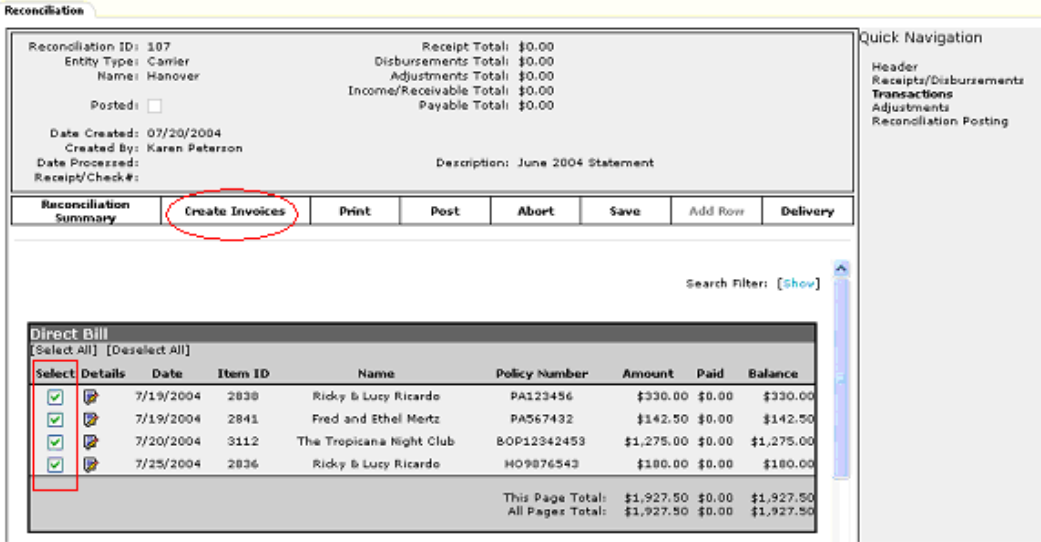 Reconciliation
Reconciliation ID: 107 Receipt Total: $0.00
Entity Type: Carrier Disbursements Total: $0.00
Name: Hanover Adjustments Total: $0.00
Income/Receivable Total: $0.00
Posted: Payable Total: $0.00
Date Created: 07/20/2004
Created By: Karen Peterson
Date Processed: Description: June 2004 Statement
Receipt/Check#:
Quick Navigation
Header
Receipts/Disbursements
Transactions
Adjustments
Reconciliation Posting
Reconciliation Summary Create Invoices Print Post Abort Save Add Row Delivery
Search Filter: [Show]
Direct Bill
[Select All] [Deselect All]
Select Details Date Item ID Name Policy Number Amount Paid Balance
7/19/2004 2838 Ricky & Lucy Ricardo PA123456 $330.00 $0.00 $330.00
7/19/2004 2841 Fred and Ethel Mertz PA567432 $142.50 $0.00 $142.50
7/20/2004 3112 The Tropicana Night Club BOP12342453 $1,275.00 $0.00 $1,275.00
7/25/2004 2836 Ricky & Lucy Ricardo HO9876543 $180.00 $0.00 $180.00
This Page Total: $1,927.50 $0.00 $1,927.50
All Pages Total: $1,927.50 $0.00 $1,927.50